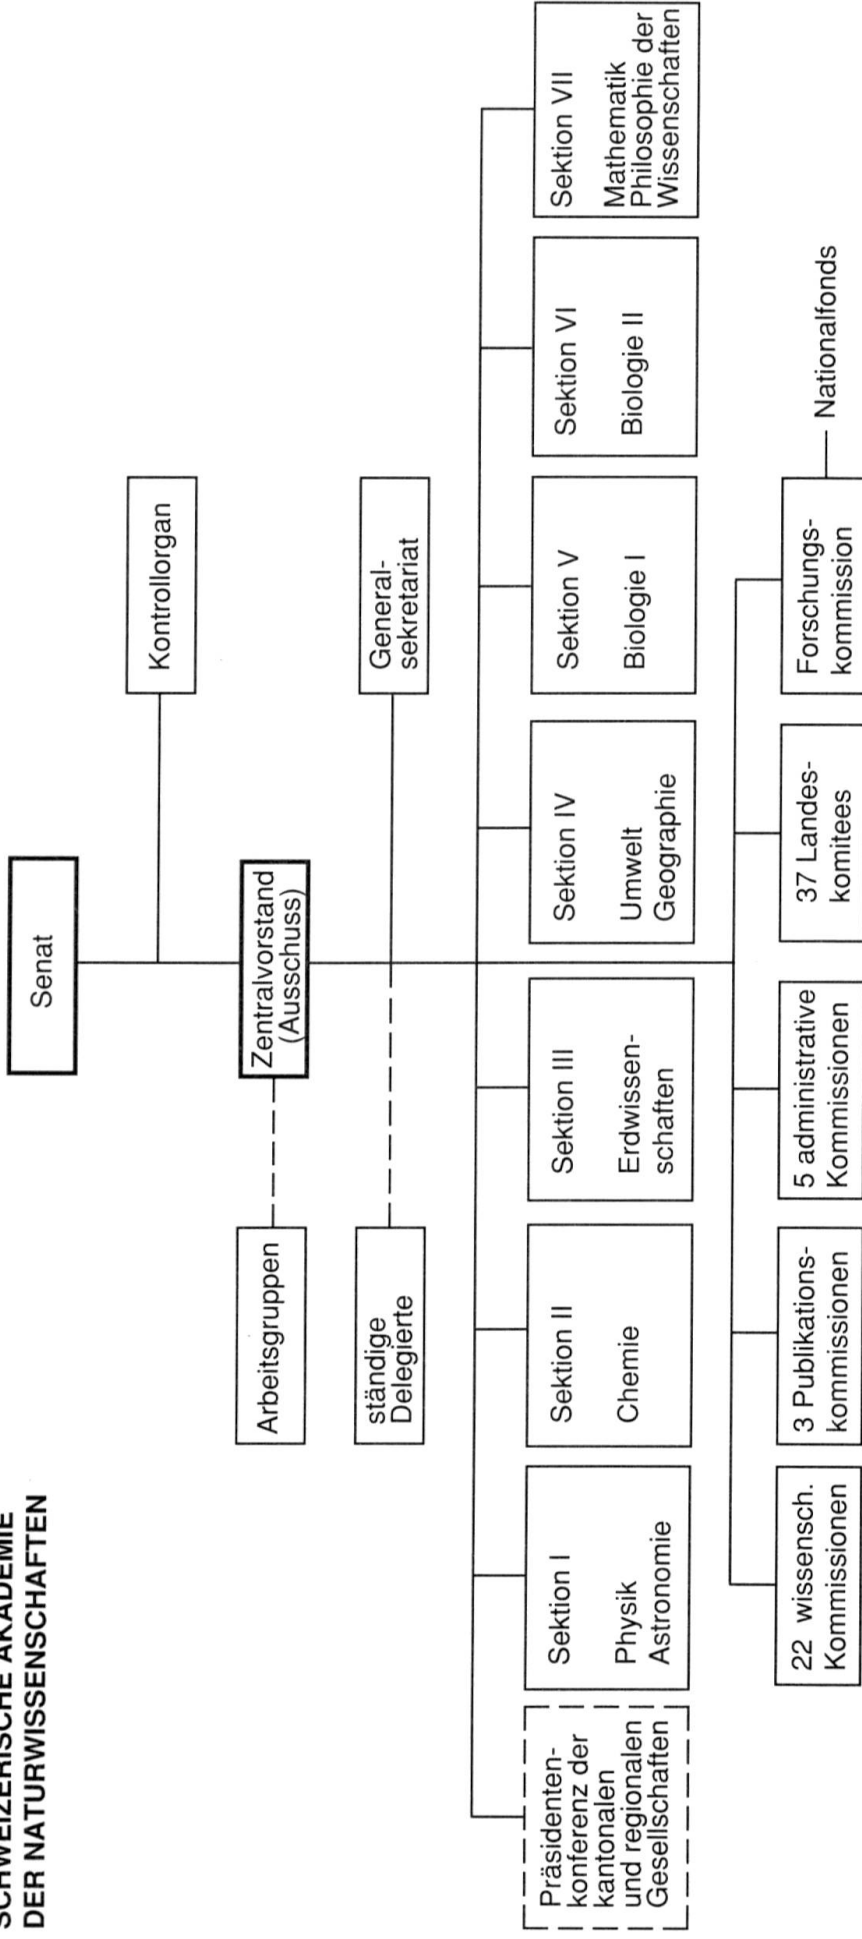 SCHWEIZERISCHE AKADEMIE
DER NATURWISSENSCHAFTEN
Senat
Kontrollorgan
Zentralvorstand
(Ausschuss)
Arbeitsgruppen
General-
sekretariat
ständige
Delegierte
Präsidenten-
konferenz der
kantonalen
und regionalen
Gesellschaften
Sektion I
Physik
Astronomie
Sektion II
Chemie
Sektion III
Erdwissen-
schaften
Sektion IV
Umwelt
Geographie
Sektion V
Biologie I
Sektion VI
Biologie II
Sektion VII
Mathematik
Philosophie der
Wissenschaften
22 wissensch.
Kommissionen
3 Publikations-
kommissionen
5 administrative
Kommissionen
37 Landes-
komitees
Forschungs-
kommission
Nationalfonds